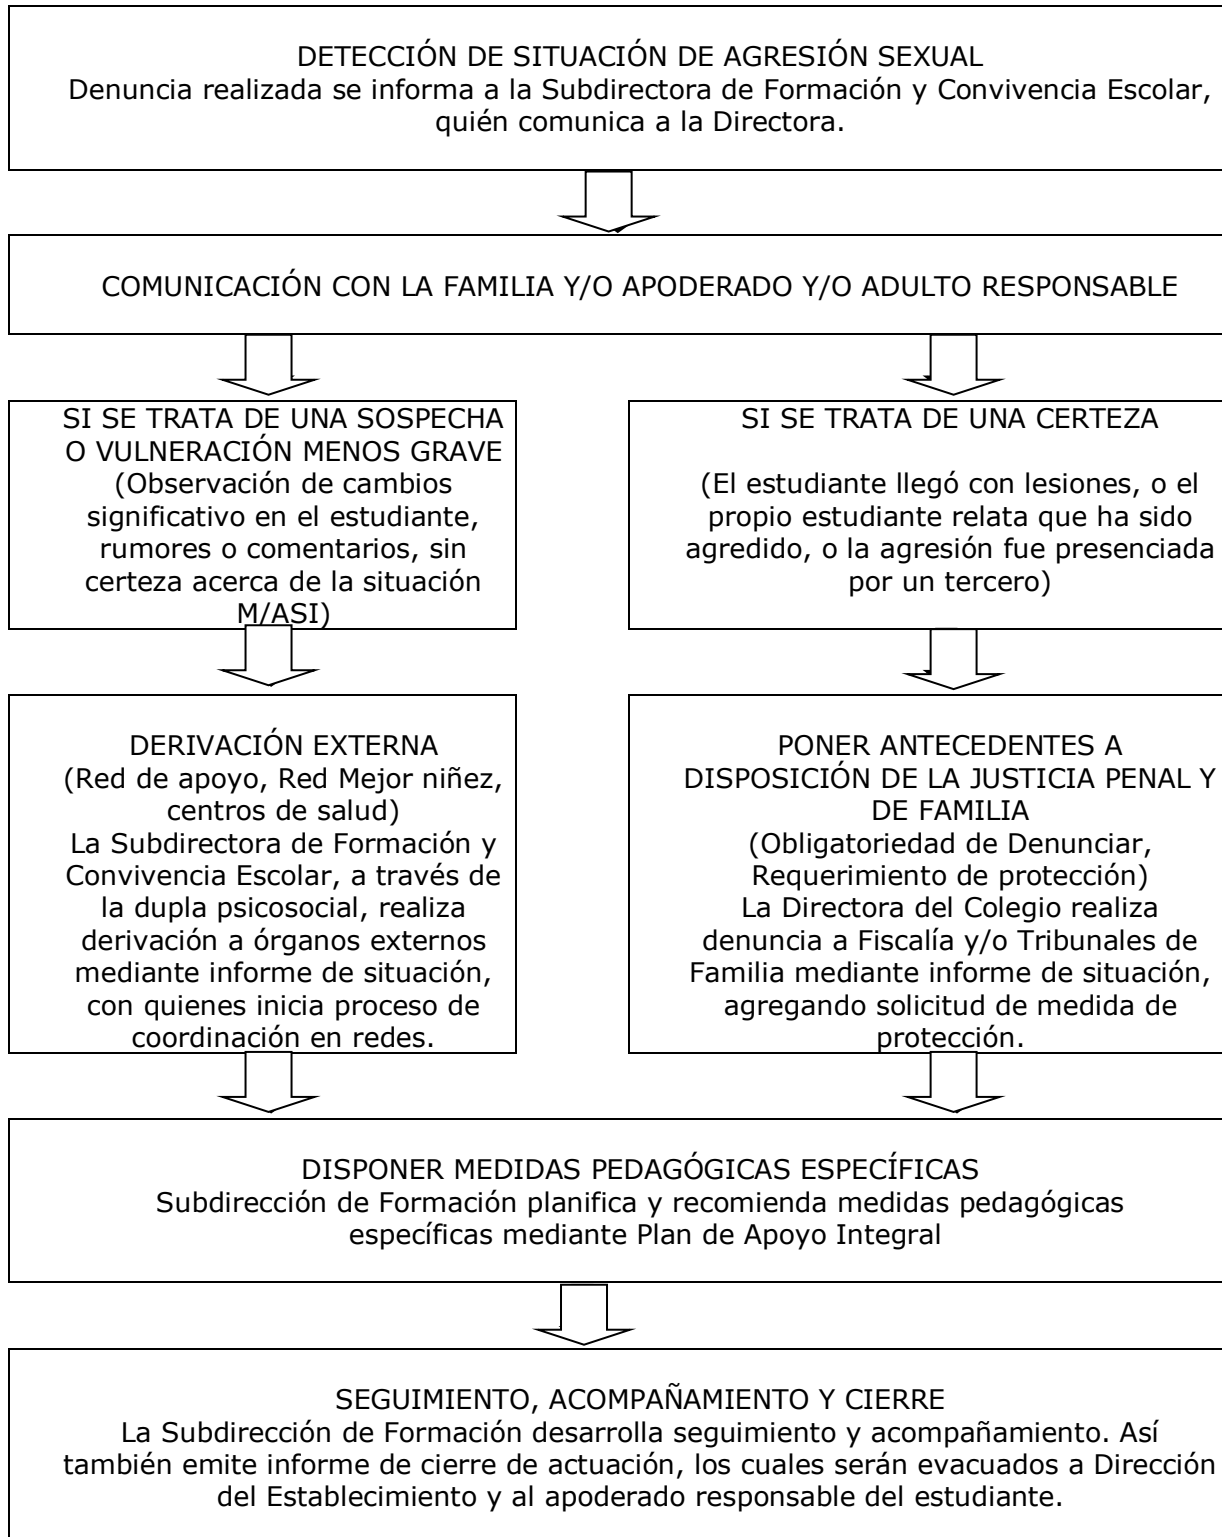 DETECCIÓN DE SITUACIÓN DE AGRESIÓN SEXUAL
Denuncia realizada se informa a la Subdirectora de Formación y Convivencia Escolar,
quién comunica a la Directora.
COMUNICACIÓN CON LA FAMILIA Y/O APODERADO Y/O ADULTO RESPONSABLE
SI SE TRATA DE UNA SOSPECHA
O VULNERACIÓN MENOS GRAVE
(Observación de cambios
significativo en el estudiante,
rumores o comentarios, sin
certeza acerca de la situación
M/ASI)
SI SE TRATA DE UNA CERTEZA
(El estudiante llegó con lesiones, o el
propio estudiante relata que ha sido
agredido, o la agresión fue presenciada
por un tercero)
DERIVACIÓN EXTERNA
(Red de apoyo, Red Mejor niñez,
centros de salud)
La Subdirectora de Formación y
Convivencia Escolar, a través de
la dupla psicosocial, realiza
derivación a órganos externos
mediante informe de situación,
con quienes inicia proceso de
coordinación en redes.
PONER ANTECEDENTES A
DISPOSICIÓN DE LA JUSTICIA PENAL Y
DE FAMILIA
(Obligatoriedad de Denunciar,
Requerimiento de protección)
La Directora del Colegio realiza
denuncia a Fiscalía y/o Tribunales de
Familia mediante informe de situación,
agregando solicitud de medida de
protección.
DISPONER MEDIDAS PEDAGÓGICAS ESPECÍFICAS
Subdirección de Formación planifica y recomienda medidas pedagógicas
específicas mediante Plan de Apoyo Integral
SEGUIMIENTO, ACOMPAÑAMIENTO Y CIERRE
La Subdirección de Formación desarrolla seguimiento y acompañamiento. Así
también emite informe de cierre de actuación, los cuales serán evacuados a Dirección
del Establecimiento y al apoderado responsable del estudiante.